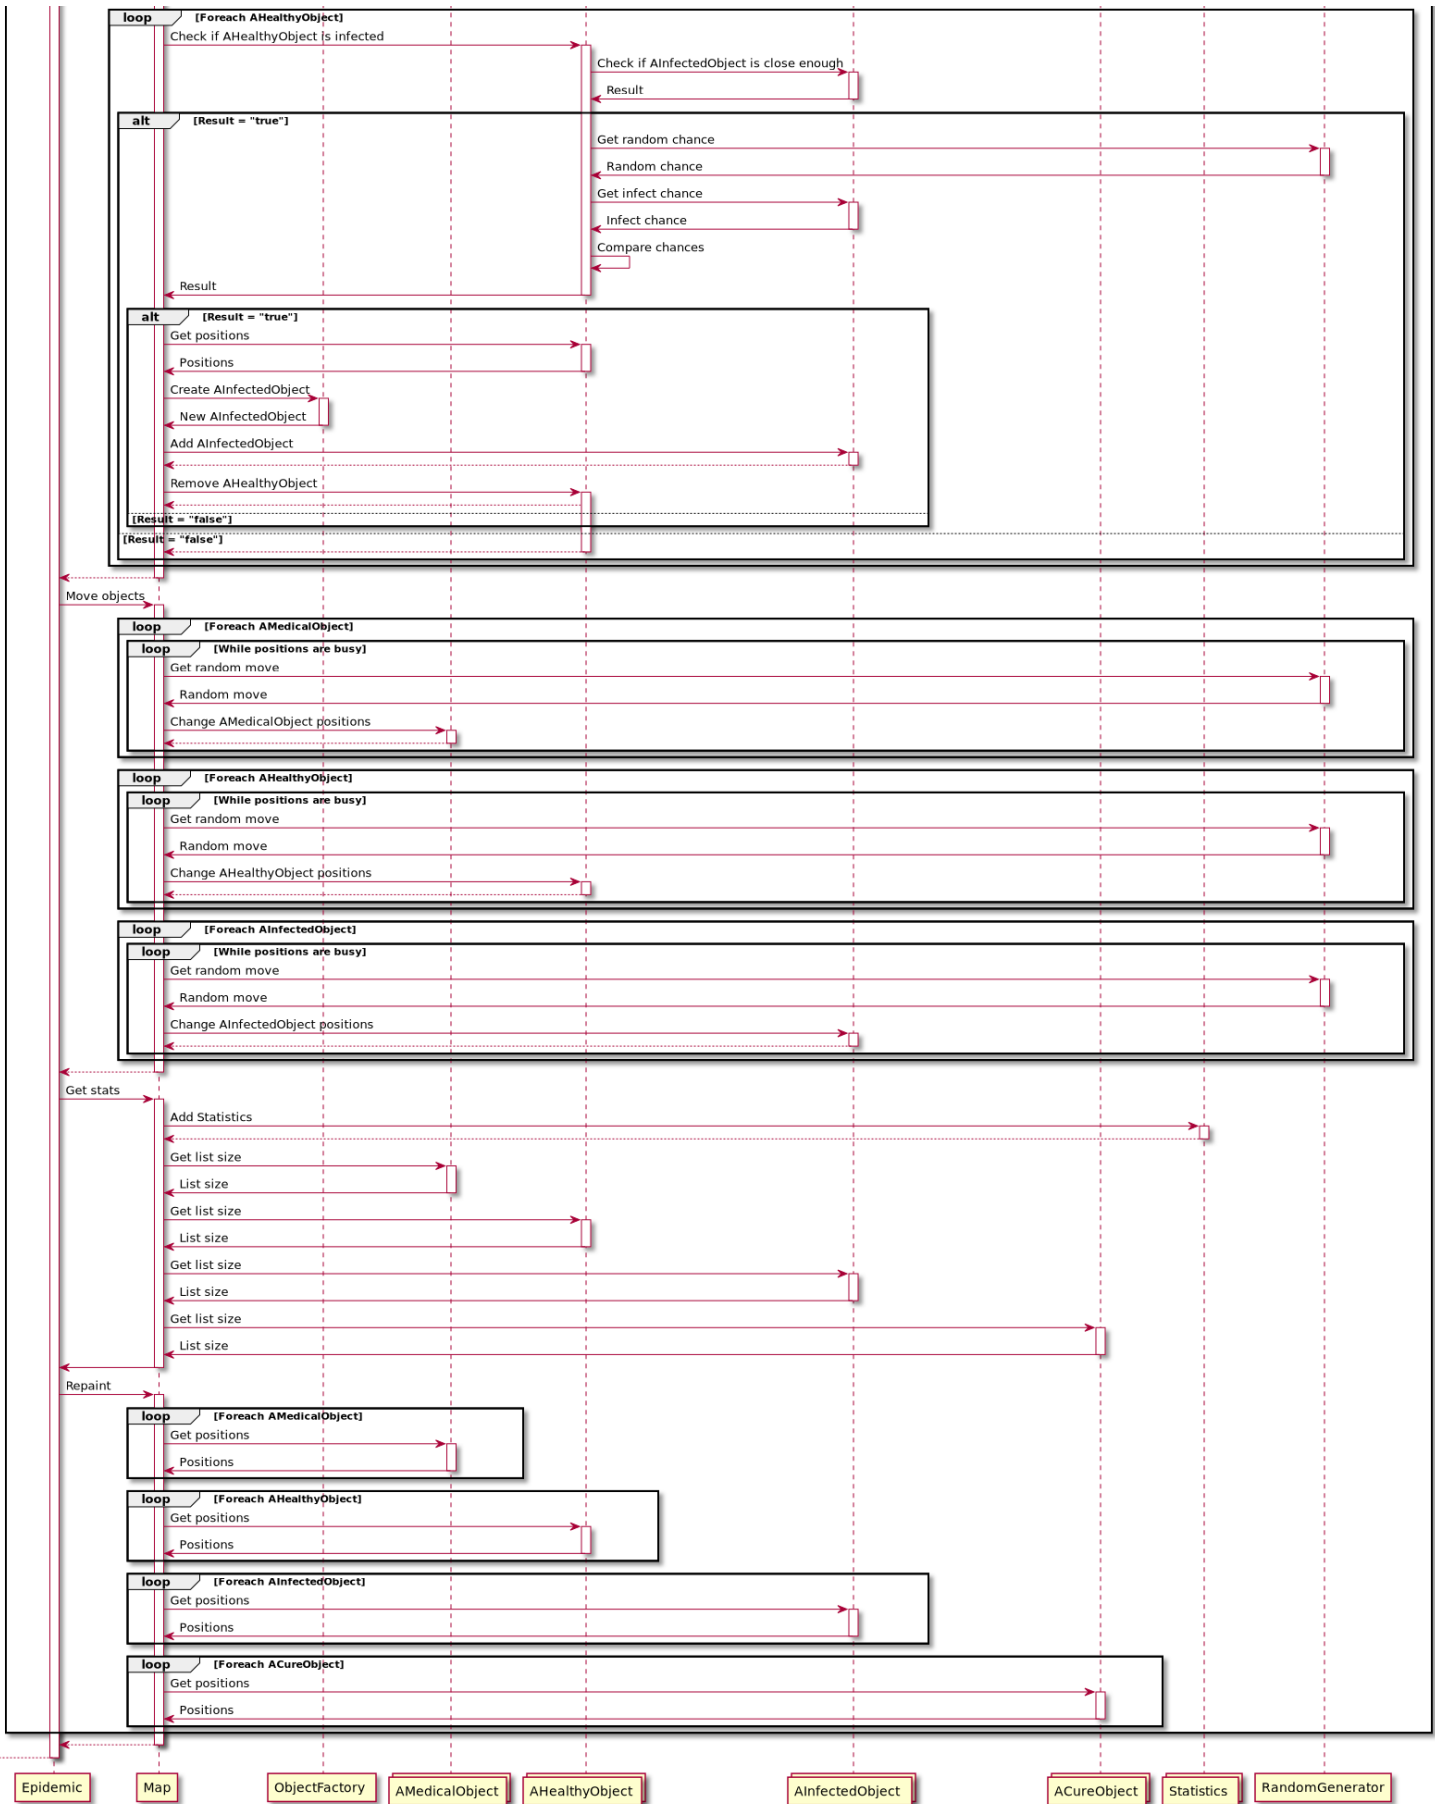 loop [Foreach AHealthyObject]
Check if AHealthyObject is infected
Check if AInfectedObject is close enough
Result
alt [Result = "true"]
Get random chance
Random chance
Get infect chance
Infect chance
Compare chances
Result
alt [Result = "true"]
Get positions
Positions
Create AInfectedObject
New AInfectedObject
Add AInfectedObject
Remove AHealthyObject
[Result = "false"]
[Result = "false"]
Move objects
loop [Foreach AMedicalObject]
loop [While positions are busy]
Get random move
Random move
Change AMedicalObject positions
loop [Foreach AHealthyObject]
loop [While positions are busy]
Get random move
Random move
Change AHealthyObject positions
loop [Foreach AInfectedObject]
loop [While positions are busy]
Get random move
Random move
Change AInfectedObject positions
Get stats
Add Statistics
Get list size
List size
Get list size
List size
Get list size
List size
Get list size
List size
Repaint
loop [Foreach AMedicalObject]
Get positions
Positions
loop [Foreach AHealthyObject]
Get positions
Positions
loop [Foreach AInfectedObject]
Get positions
Positions
loop [Foreach ACureObject]
Get positions
Positions
Epidemic Map ObjectFactory AMedicalObject AHealthyObject AInfectedObject ACureObject Statistics RandomGenerator